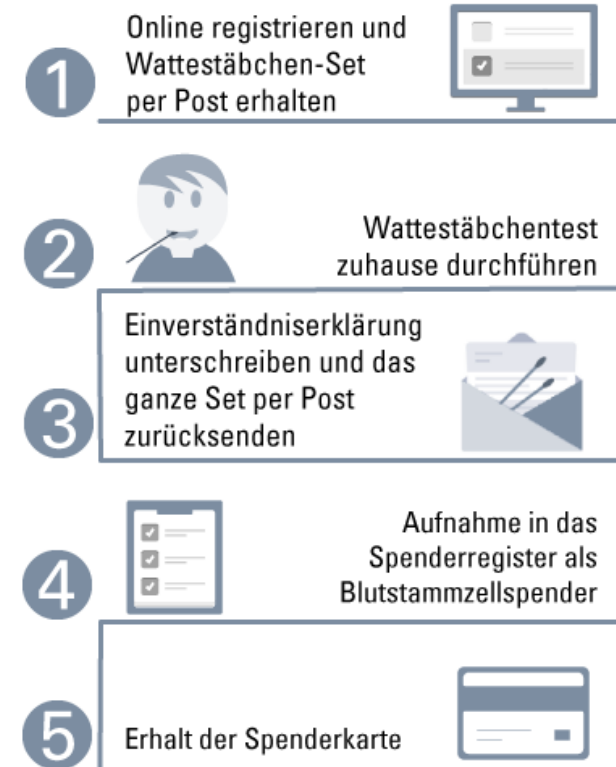 1
Online registrieren und
Wattestäbchen-Set
per Post erhalten
2
Wattestäbchentest
zuhause durchführen
3
Einverständniserklärung
unterschreiben und das
ganze Set per Post
zurücksenden
4
Aufnahme in das
Spenderregister als
Blutstammzellspender
5
Erhalt der Spenderkarte